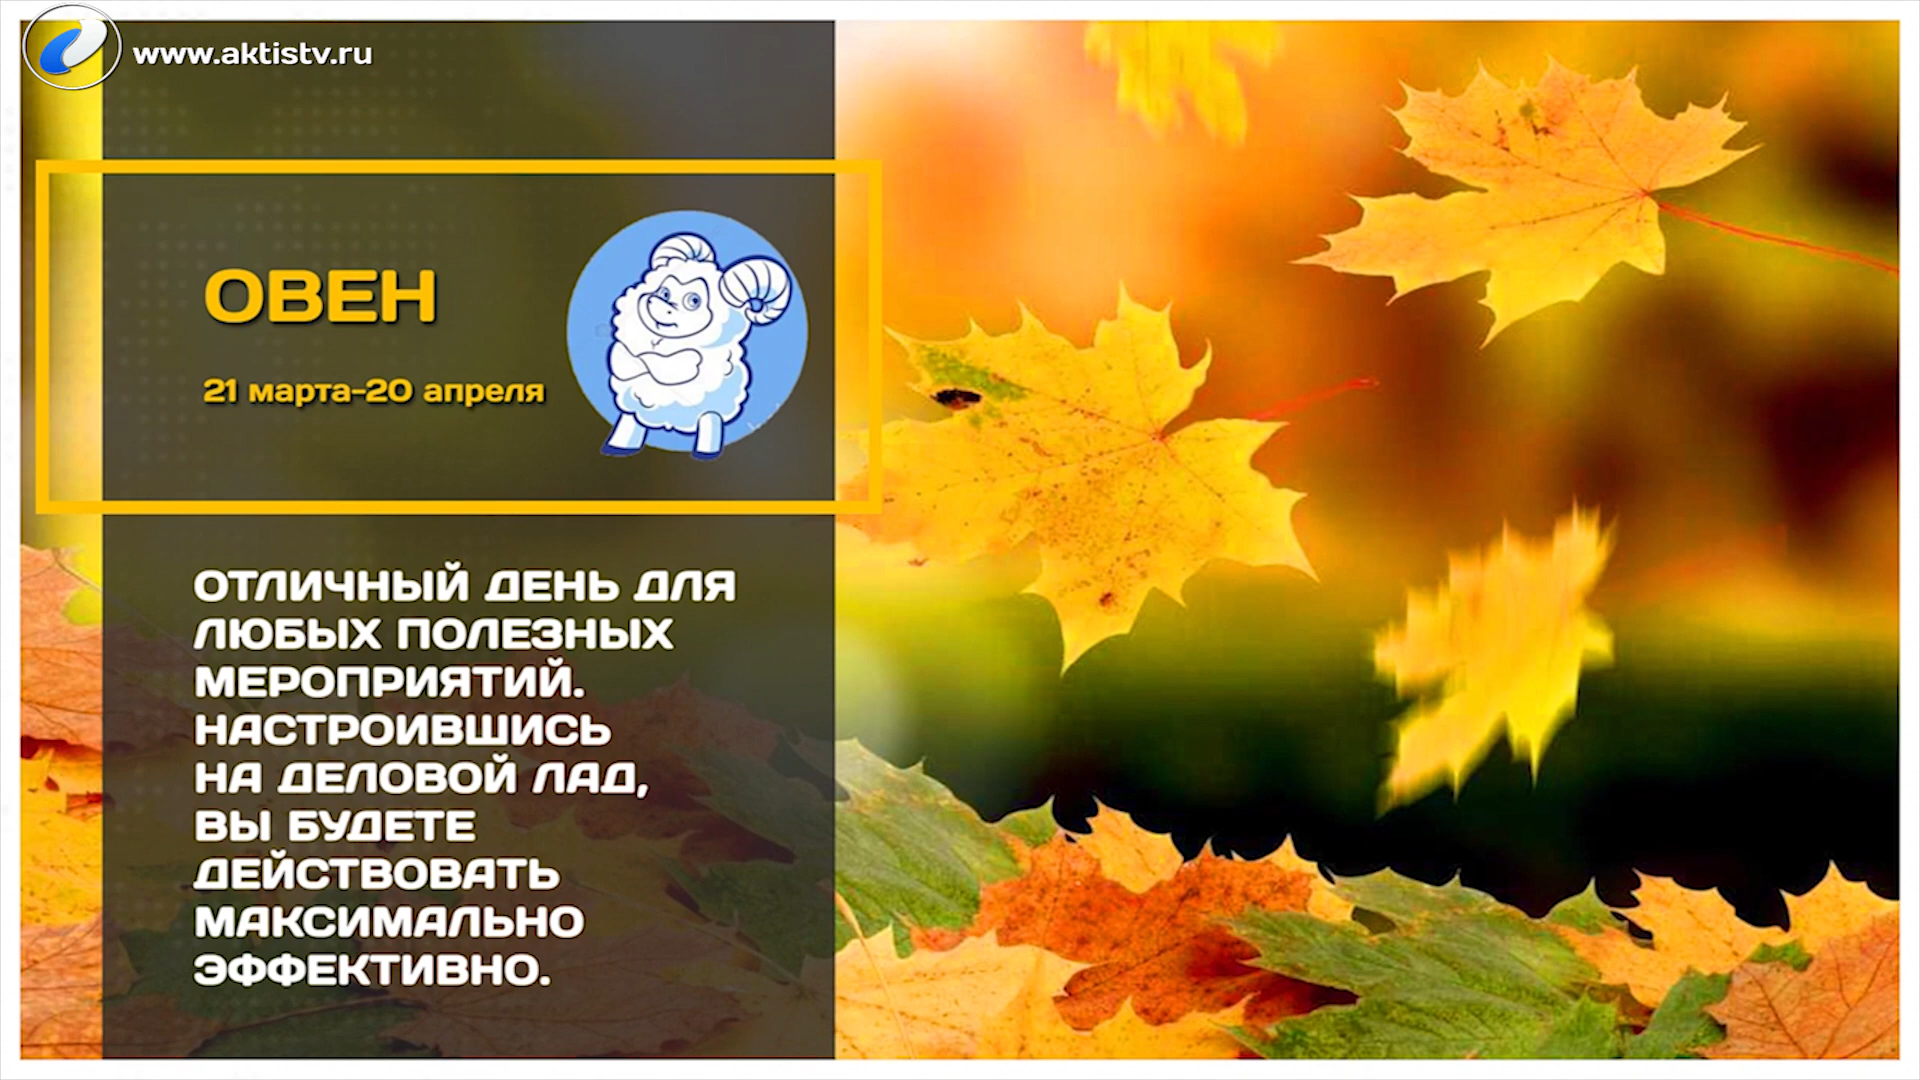 www.aktistv.ru
ОВЕН
21 марта-20 апреля
ОТЛИЧНЫЙ ДЕНЬ ДЛЯ
ЛЮБЫХ ПОЛЕЗНЫХ
МЕРОПРИЯТИЙ.
НАСТРОИВШИСЬ
НА ДЕЛОВОЙ ЛАД,
ВЫ БУДЕТЕ
ДЕЙСТВОВАТЬ
МАКСИМАЛЬНО
ЭФФЕКТИВНО.